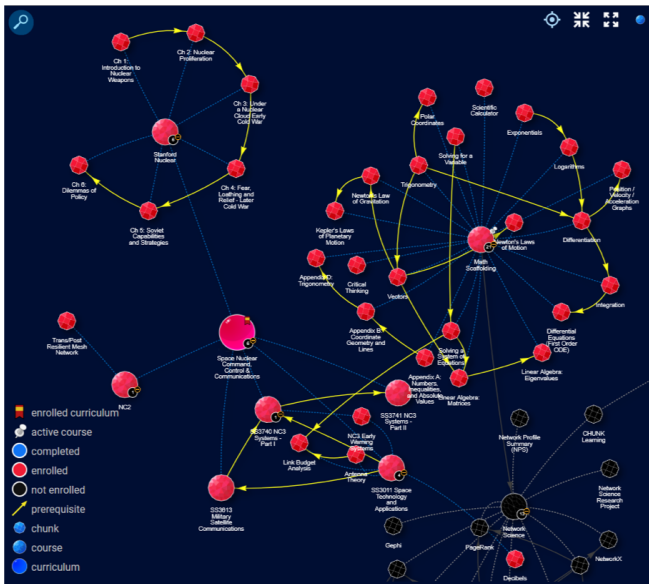 Ch 1:
Introduction to
Nuclear
Weapons
Ch 2: Nuclear
Proliferation
Ch 3: Under
a Nuclear
Cloud Early
Cold War
Stanford
Nuclear
Ch 4: Fear,
Loathing and
Relief - Later
Cold War
Ch 5: Soviet
Capabilities
and Strategies
Ch 6:
Dilemmas of
Policy
Polar
Coordinates
Scientific
Calculator
Exponentials
Solving for a
Variable
Logarithms
Trigonometry
Position /
Velocity /
Acceleration
Graphs
Newton's Law
of Gravitation
Kepler's Laws
of Planetary
Motion
Newton's Laws
of Motion
Differentiation
Math
Scaffolding
Appendix D:
Trigonometry
Critical
Thinking
Vectors
Integration
Appendix B:
Coordinate
Geometry and
Lines
Differential
Equations
(First Order
ODE)
Solving a
System of
Equations
Linear Algebra:
Eigenvalues
Appendix A:
Numbers,
Inequalities,
and Absolute
Values
Linear Algebra:
Matrices
Trans/Post
Resilient Mesh
Network
Space Nuclear
Command,
Control &
Communications
NC2
SS3740 NC3
Systems -
Part I
SS3741 NC3
Systems -
Part II
NC3 Early
Warning
Systems
Link Budget
Analysis
Antenna
Theory
SS3011 Space
Technology
and
Applications
SS3613
Military
Satellite
Communications
Network Profile
Summary
(NPS)
CHUNK
Learning
Network
Science
Research
Project
Network
Science
Gephi
PageRank
NetworkX
Decibels
enrolled curriculum
active course
completed
enrolled
not enrolled
prerequisite
chunk
course
curriculum